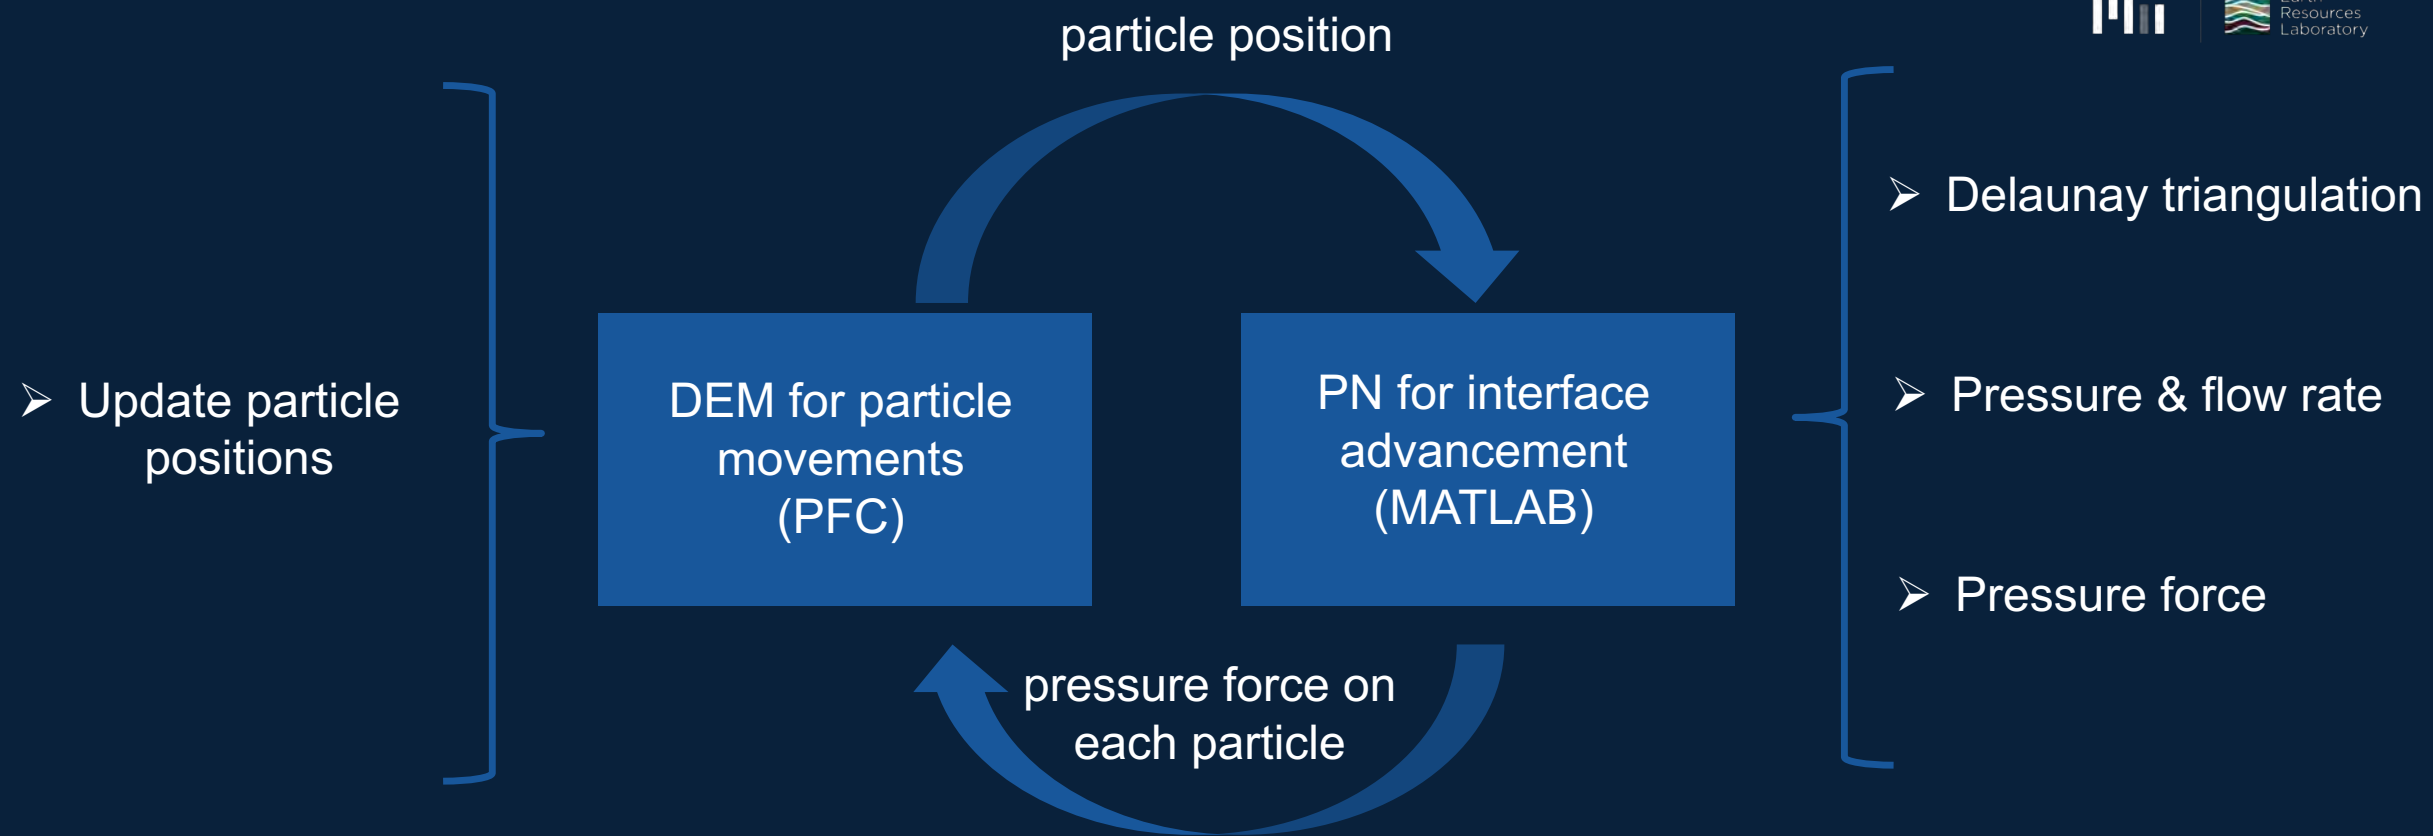 particle position
Resources
Laboratory
➢ Delaunay triangulation
➢ Update particle
positions
DEM for particle
movements
(PFC)
PN for interface
advancement
(MATLAB)
➢ Pressure & flow rate
➢ Pressure force
pressure force on
each particle